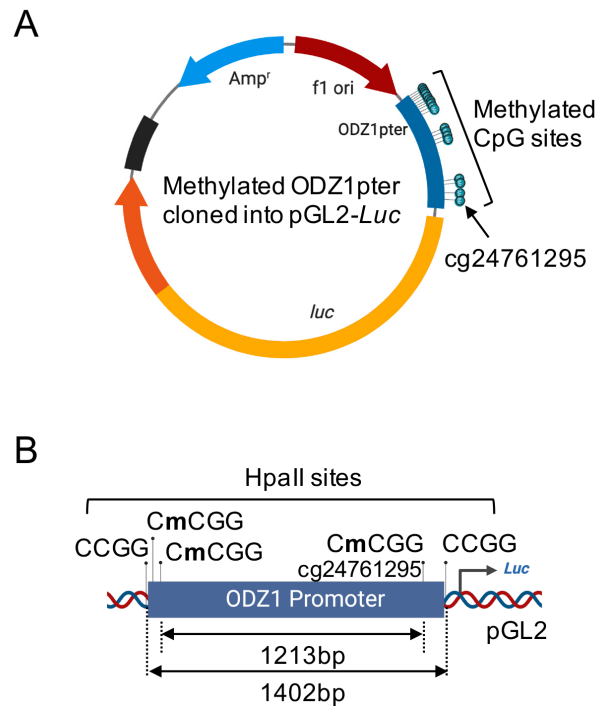 A
Ampʳ
f1 ori
ODZ1pter
Methylated
CpG sites
Methylated ODZ1pter
cloned into pGL2-Luc
cg24761295
luc
B
HpaII sites
CmCGG
CCGG
CmCGG
CmCGG
CCGG
cg24761295
Luc
ODZ1 Promoter
pGL2
1213bp
1402bp